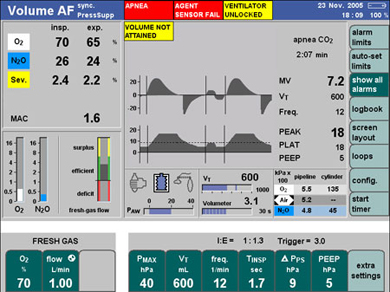 Volume AF sync. PressSupp
APNEA
AGENT SENSOR FAIL
VENTILATOR UNLOCKED
23 Nov. 2005
18 : 09 100 %
VOLUME NOT ATTAINED
insp. exp.
O2 70 65 %
N2O 26 24 %
Sev. 2.4 2.2 %
MAC 1.6
apnea CO2
2:07 min
MV 7.2
VT 600
Freq. 12
PEAK 18
PLAT 18
PEEP 5
alarm limits
auto-set limits
show all alarms
logbook
screen layout
loops
config.
start timer
surplus
efficient
deficit
fresh-gas flow
O2 N2O
VT 600
Volumeter 3.1
PAW
30 s
kPa x 100 pipeline cylinder
O2 5.5 135
Air 5.2 --
N2O 4.8 45
FRESH GAS
I:E = 1 : 1.3 Trigger = 3.0
O2 % 70
flow L/min 1.00
PMAX hPa 40
VT mL 600
freq. 1/min 12
TINSP sec 1.7
Δ PPS hPa 9
PEEP hPa 5
extra settings